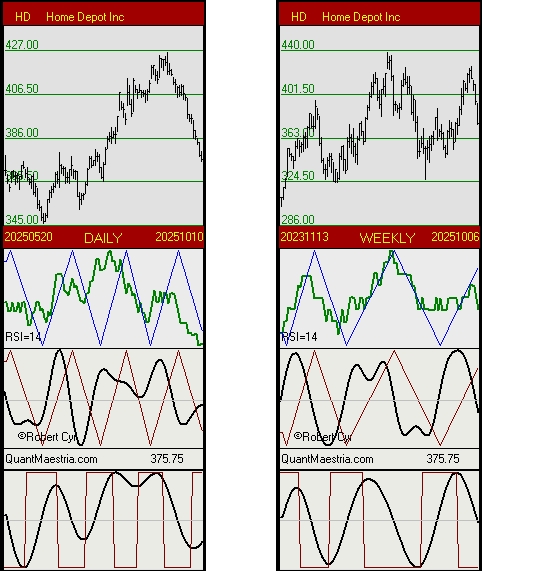 HD Home Depot Inc
427.00
406.50
386.00
345.00
20250520 DAILY 20251010
RSI=14
©Robert Cyr
QuantMaestria.com 375.75
HD Home Depot Inc
440.00
401.50
363.00
324.50
286.00
20231113 WEEKLY 20251006
RSI=14
©Robert Cyr
QuantMaestria.com 375.75